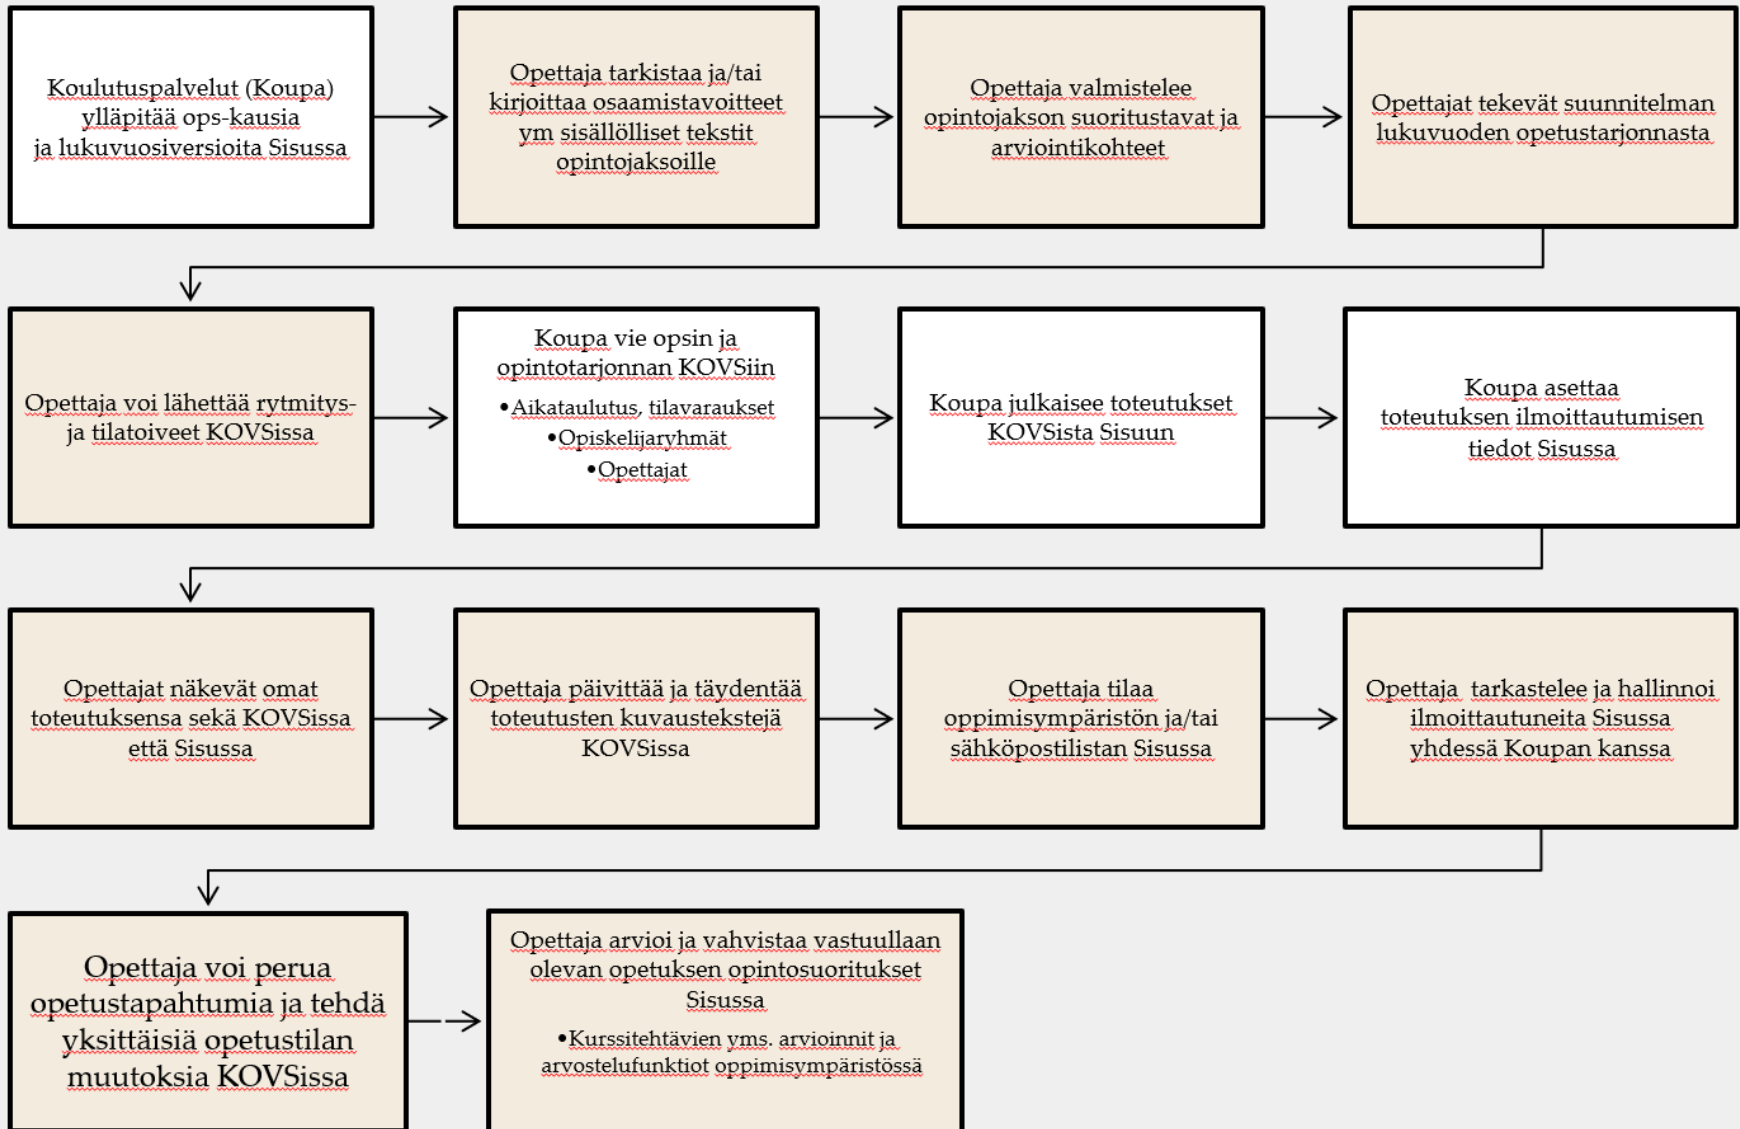 Koulutuspalvelut (Koupa)
ylläpitää ops-kausia
ja lukuvuosiversioita Sisussa
Opettaja tarkistaa ja/tai
kirjoittaa osaamistavoitteet
ym sisällölliset tekstit
opintojaksoille
Opettaja valmistelee
opintojakson suoritustavat ja
arviointikohteet
Opettajat tekevät suunnitelman
lukuvuoden opetustarjonnasta
Opettaja voi lähettää rytmitys-
ja tilatoiveet KOVSissa
Koupa vie opsin ja
opintotarjonnan KOVSiin
•Aikataulutus, tilavaraukset
•Opiskelijaryhmät
•Opettajat
Koupa julkaisee toteutukset
KOVSista Sisuun
Koupa asettaa
toteutuksen ilmoittautumisen
tiedot Sisussa
Opettajat näkevät omat
toteutuksensa sekä KOVSissa
että Sisussa
Opettaja päivittää ja täydentää
toteutusten kuvaustekstejä
KOVSissa
Opettaja tilaa
oppimisympäristön ja/tai
sähköpostilistan Sisussa
Opettaja tarkastelee ja hallinnoi
ilmoittautuneita Sisussa
yhdessä Koupan kanssa
Opettaja voi perua
opetustapahtumia ja tehdä
yksittäisiä opetustilan
muutoksia KOVSissa
Opettaja arvioi ja vahvistaa vastuullaan
olevan opetuksen opintosuoritukset
Sisussa
•Kurssitehtävien yms. arvioinnit ja
arvostelufunktiot oppimisympäristössä